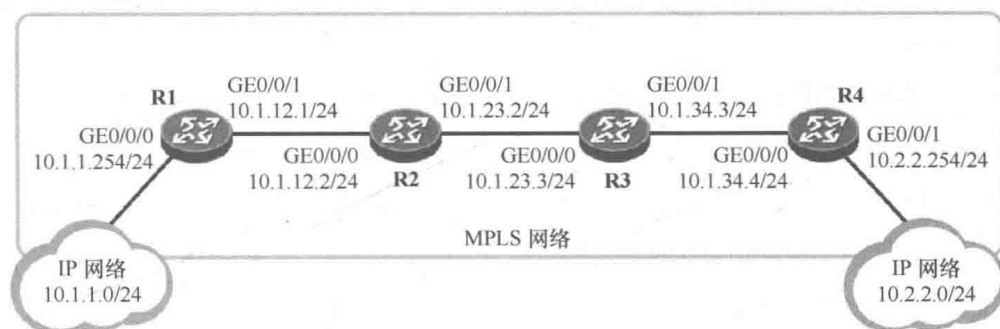 R1
GE0/0/0
10.1.1.254/24
GE0/0/1
10.1.12.1/24
GE0/0/0
10.1.12.2/24
R2
GE0/0/1
10.1.23.2/24
GE0/0/0
10.1.23.3/24
R3
GE0/0/1
10.1.34.3/24
GE0/0/0
10.1.34.4/24
R4
GE0/0/1
10.2.2.254/24
MPLS 网络
IP 网络
10.1.1.0/24
IP 网络
10.2.2.0/24